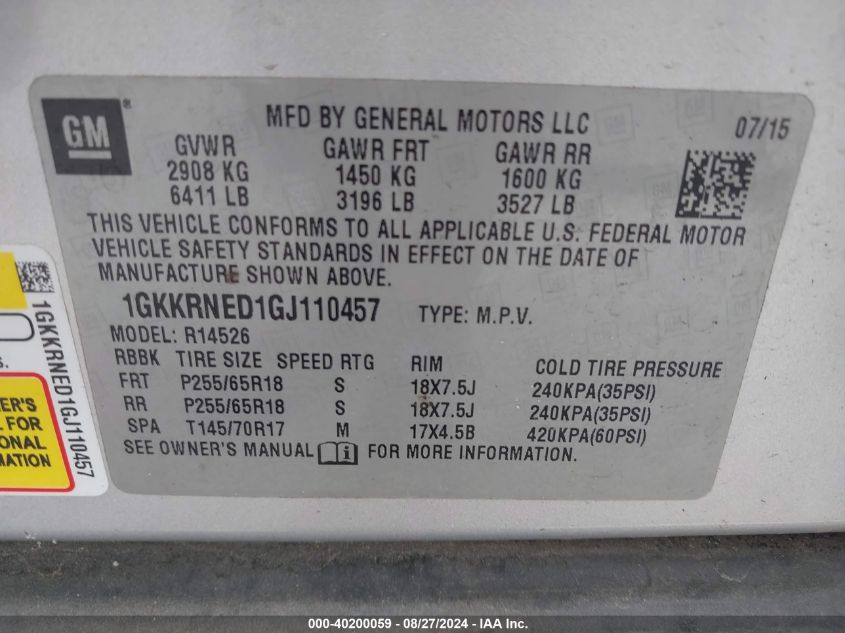 GM ®
MFD BY GENERAL MOTORS LLC 07/15
GVWR GAWR FRT GAWR RR
2908 KG 1450 KG 1600 KG
6411 LB 3196 LB 3527 LB
THIS VEHICLE CONFORMS TO ALL APPLICABLE U.S. FEDERAL MOTOR
VEHICLE SAFETY STANDARDS IN EFFECT ON THE DATE OF
MANUFACTURE SHOWN ABOVE.
1GKKRNED1GJ110457 TYPE: M.P.V.
MODEL: R14526
RBBK TIRE SIZE SPEED RTG RIM COLD TIRE PRESSURE
FRT P255/65R18 S 18X7.5J 240KPA(35PSI)
RR P255/65R18 S 18X7.5J 240KPA(35PSI)
SPA T145/70R17 M 17X4.5B 420KPA(60PSI)
SEE OWNER'S MANUAL i FOR MORE INFORMATION.
1GKKRNED1GJ110457
S.
ER'S
L FOR
ONAL
MATION
000-40200059 - 08/27/2024 - IAA Inc.